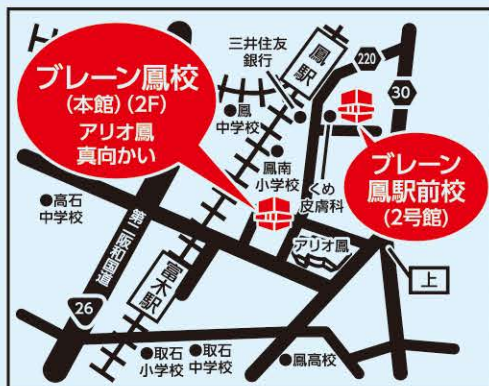 ブレーン鳳校
(本館)(2F)
アリオ鳳
真向かい
三井住友
銀行
鳳駅
220
30
鳳
中学校
鳳南
小学校
くめ
皮膚科
ブレーン
鳳駅前校
(2号館)
高石
中学校
第二阪和国道
アリオ鳳
上
富木駅
26
取石
小学校
取石
中学校
鳳高校